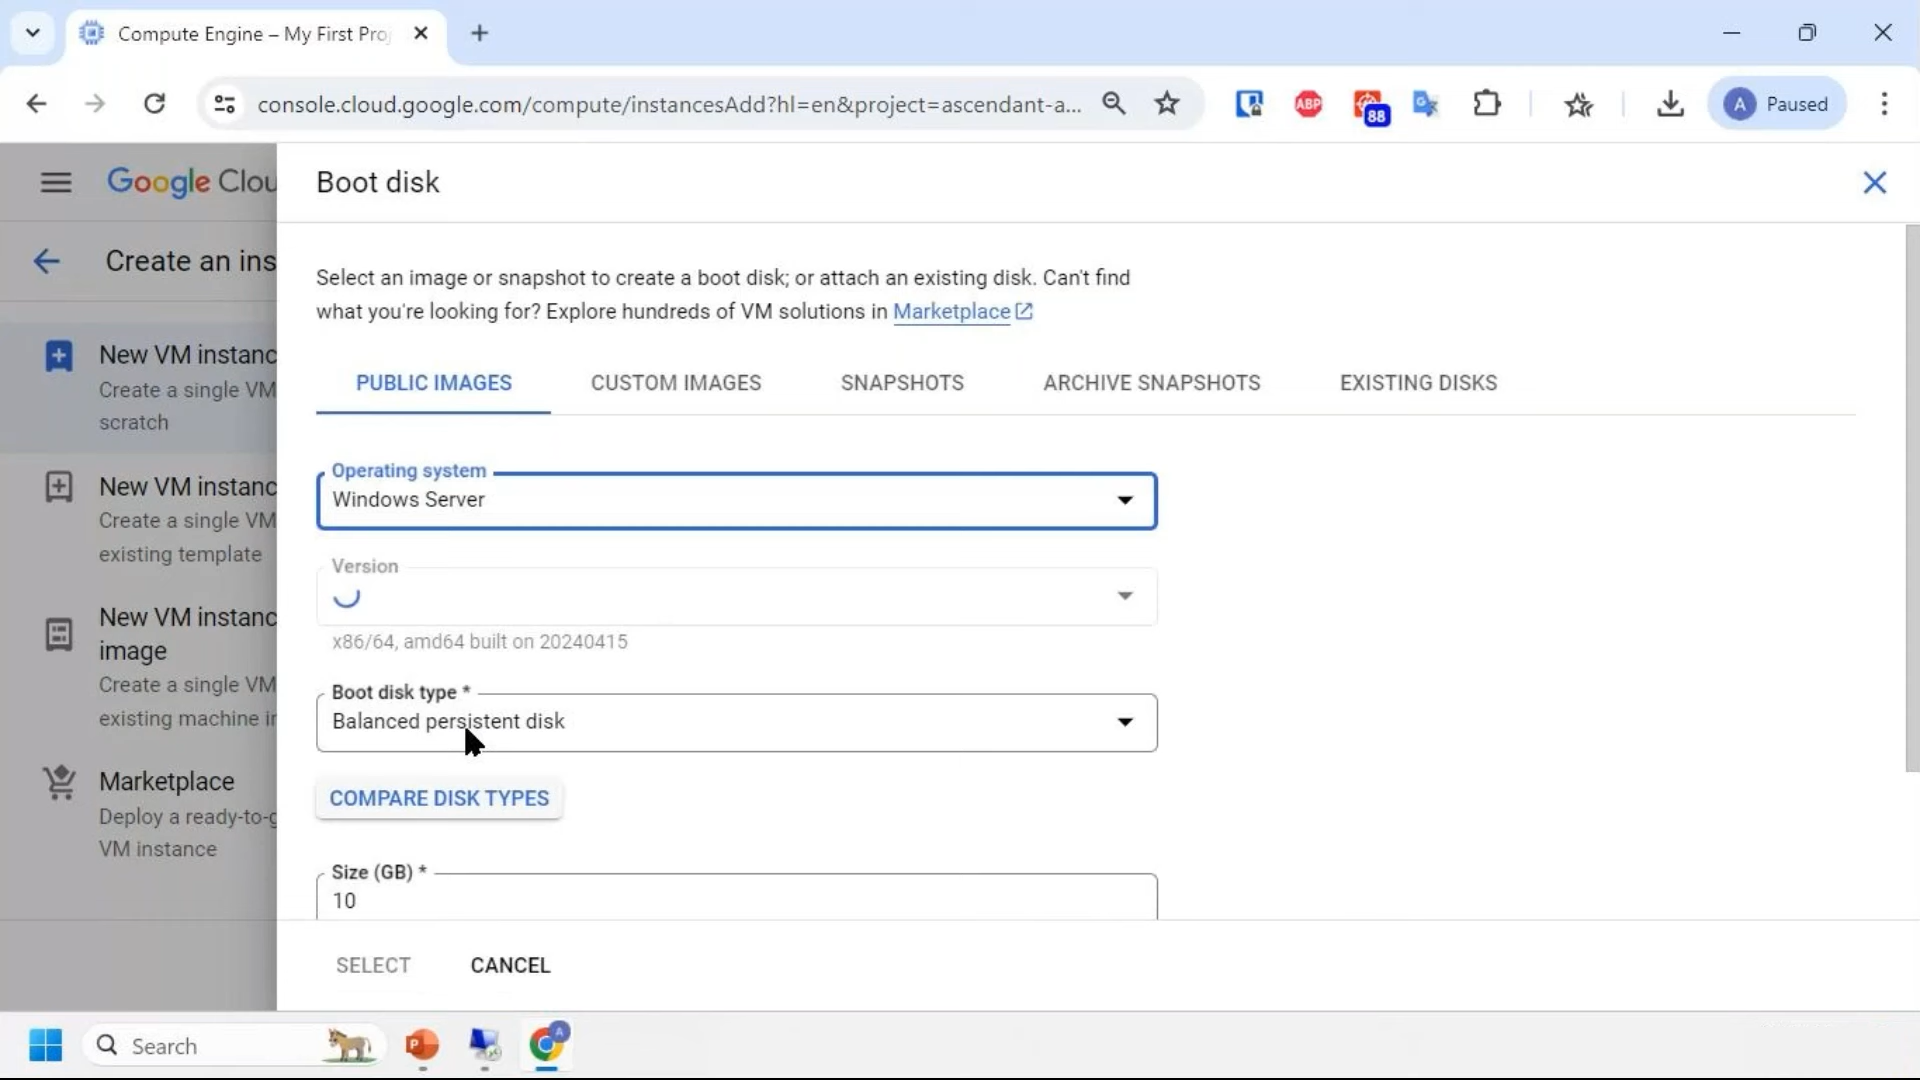 Compute Engine – My First Pro
console.cloud.google.com/compute/instancesAdd?hl=en&project=ascendant-a...
ABP
88
A
Paused
Google Clou
Boot disk
Create an ins
Select an image or snapshot to create a boot disk; or attach an existing disk. Can't find
what you're looking for? Explore hundreds of VM solutions in Marketplace
New VM instanc
Create a single VM
scratch
PUBLIC IMAGES
CUSTOM IMAGES
SNAPSHOTS
ARCHIVE SNAPSHOTS
EXISTING DISKS
New VM instanc
Create a single VM
existing template
Operating system
Windows Server
Version
x86/64, amd64 built on 20240415
New VM instanc
image
Create a single VM
existing machine in
Boot disk type *
Balanced persistent disk
Marketplace
Deploy a ready-to-g
VM instance
COMPARE DISK TYPES
Size (GB) *
10
SELECT
CANCEL
Search
P
A